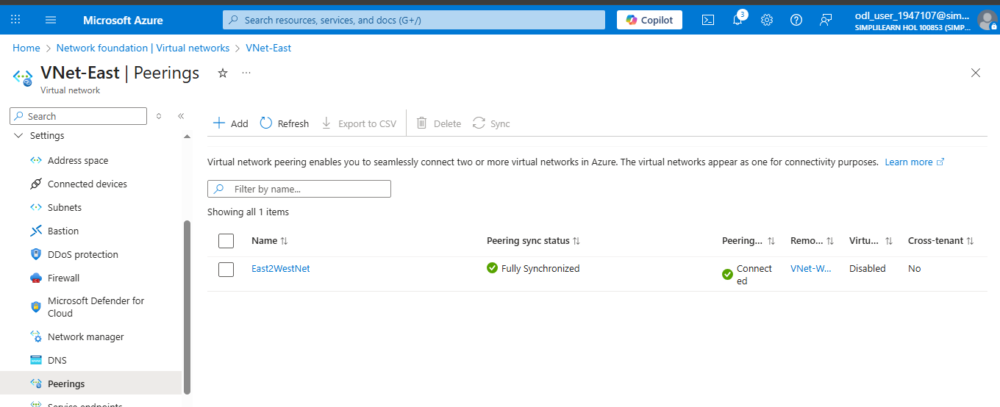 Microsoft Azure
Search resources, services, and docs (G+/)
Copilot
3
odl_user_1947107@sim...
SIMPLILEARN HOL 100853 (SIMP...
Home > Network foundation | Virtual networks > VNet-East
VNet-East | Peerings
Virtual network
Search
Settings
Address space
Connected devices
Subnets
Bastion
DDoS protection
Firewall
Microsoft Defender for
Cloud
Network manager
DNS
Peerings
Service endpoints
Add
Refresh
Export to CSV
Delete
Sync
Virtual network peering enables you to seamlessly connect two or more virtual networks in Azure. The virtual networks appear as one for connectivity purposes. Learn more
Filter by name...
Showing all 1 items
Name Peering sync status Peering... Remo... Virtu... Cross-tenant
East2WestNet Fully Synchronized Connect VNet-W... Disabled No
ed